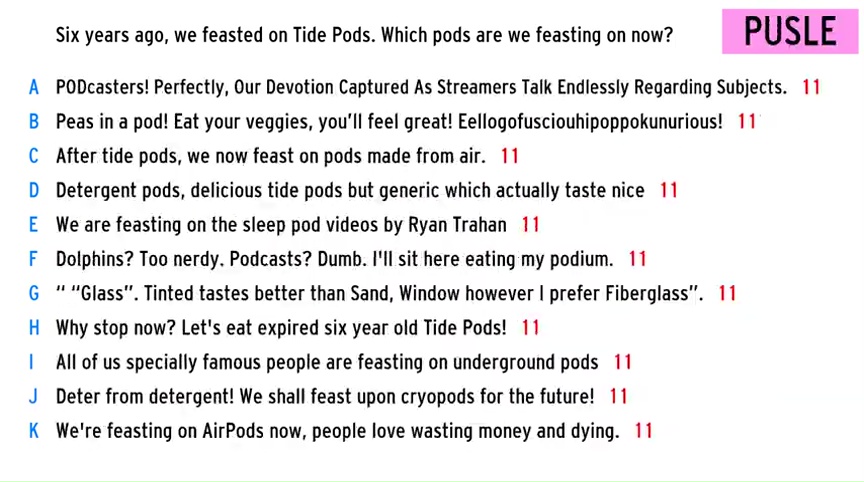 Six years ago, we feasted on Tide Pods. Which pods are we feasting on now?
PUSLE
A PODcasters! Perfectly, Our Devotion Captured As Streamers Talk Endlessly Regarding Subjects. 11
B Peas in a pod! Eat your veggies, you'll feel great! Eellogofusciouhipoppokunurious! 11
C After tide pods, we now feast on pods made from air. 11
D Detergent pods, delicious tide pods but generic which actually taste nice 11
E We are feasting on the sleep pod videos by Ryan Trahan 11
F Dolphins? Too nerdy. Podcasts? Dumb. I'll sit here eating my podium. 11
G “ “Glass”. Tinted tastes better than Sand, Window however I prefer Fiberglass”. 11
H Why stop now? Let's eat expired six year old Tide Pods! 11
I All of us specially famous people are feasting on underground pods 11
J Deter from detergent! We shall feast upon cryopods for the future! 11
K We're feasting on AirPods now, people love wasting money and dying. 11